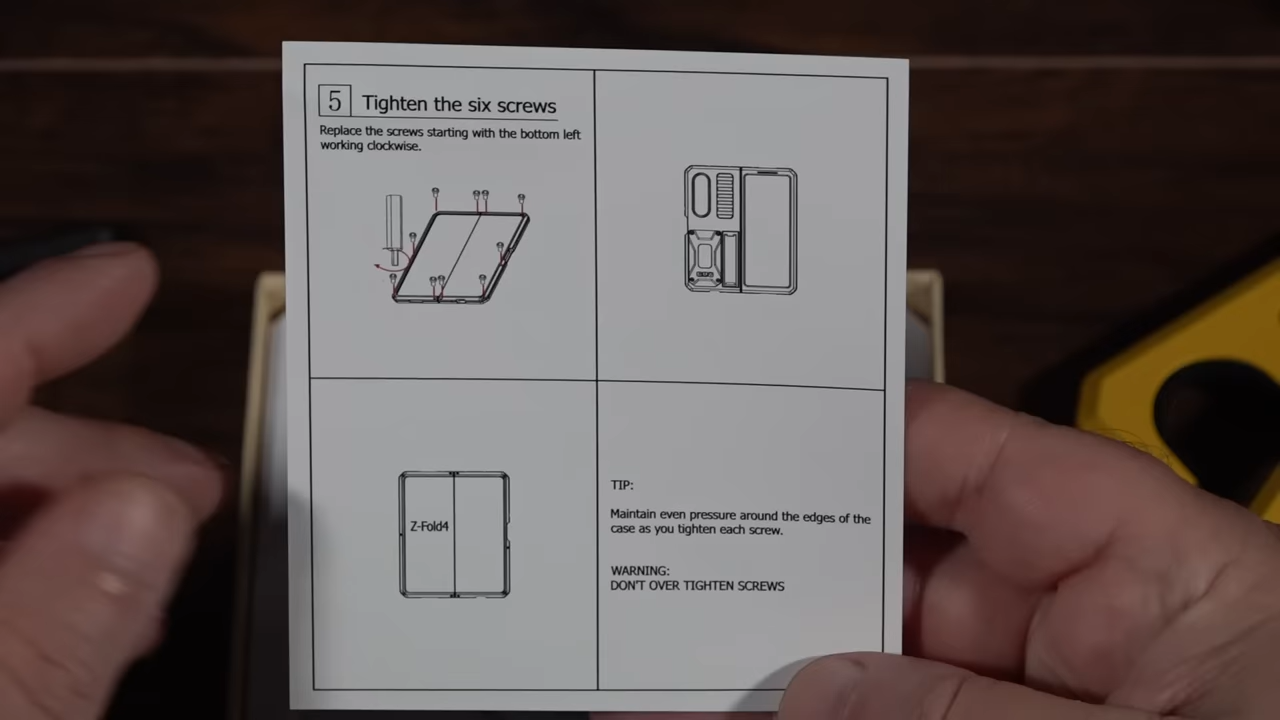 5 Tighten the six screws
Replace the screws starting with the bottom left
working clockwise.
Z-Fold4
TIP:
Maintain even pressure around the edges of the
case as you tighten each screw.
WARNING:
DON'T OVER TIGHTEN SCREWS